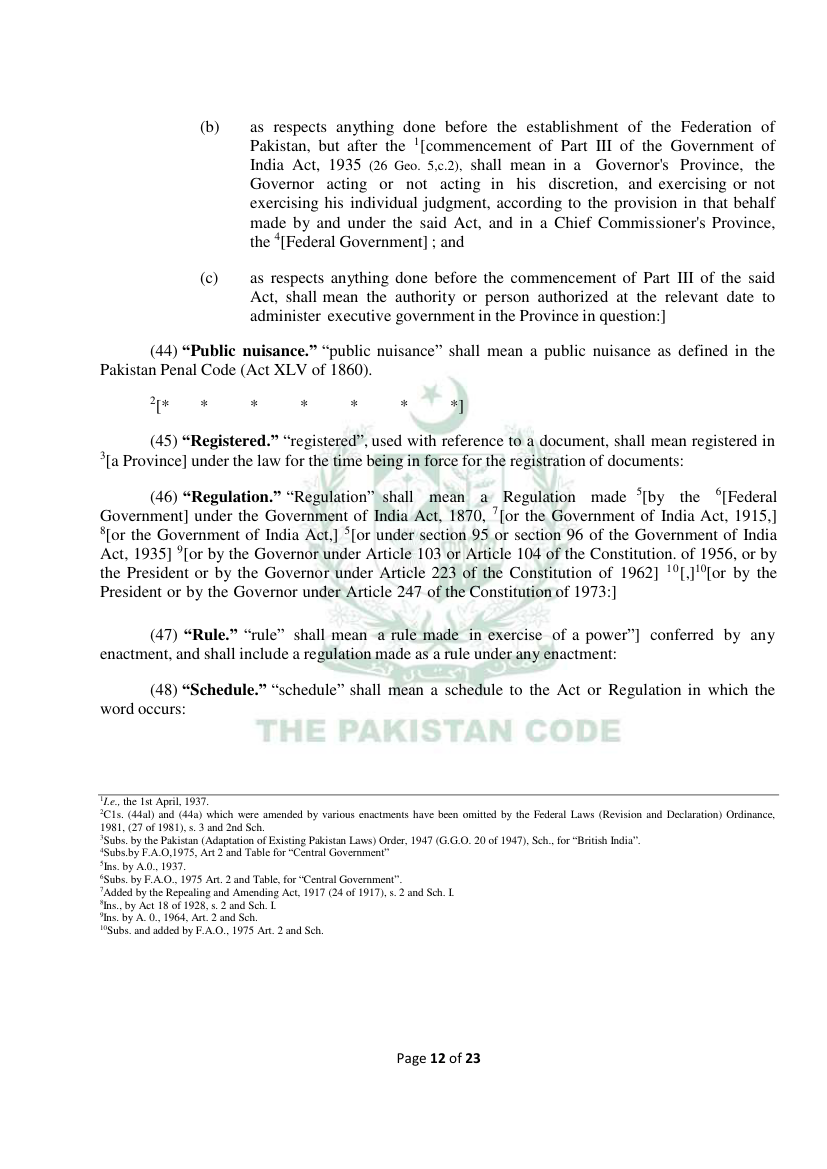 (b) as respects anything done before the establishment of the Federation of
Pakistan, but after the ¹[commencement of Part III of the Government of
India Act, 1935 (26 Geo. 5,c.2), shall mean in a Governor's Province, the
Governor acting or not acting in his discretion, and exercising or not
exercising his individual judgment, according to the provision in that behalf
made by and under the said Act, and in a Chief Commissioner's Province,
the ⁴[Federal Government] ; and
(c) as respects anything done before the commencement of Part III of the said
Act, shall mean the authority or person authorized at the relevant date to
administer executive government in the Province in question:]
(44) “Public nuisance.” “public nuisance” shall mean a public nuisance as defined in the
Pakistan Penal Code (Act XLV of 1860).
²[* * * * * * *]
(45) “Registered.” “registered”, used with reference to a document, shall mean registered in
³[a Province] under the law for the time being in force for the registration of documents:
(46) “Regulation.” “Regulation” shall mean a Regulation made ⁵[by the ⁶[Federal
Government] under the Government of India Act, 1870, ⁷[or the Government of India Act, 1915,]
⁸[or the Government of India Act,] ⁵[or under section 95 or section 96 of the Government of India
Act, 1935] ⁹[or by the Governor under Article 103 or Article 104 of the Constitution. of 1956, or by
the President or by the Governor under Article 223 of the Constitution of 1962] ¹⁰[,]¹⁰[or by the
President or by the Governor under Article 247 of the Constitution of 1973:]
(47) “Rule.” “rule” shall mean a rule made in exercise of a power”] conferred by any
enactment, and shall include a regulation made as a rule under any enactment:
(48) “Schedule.” “schedule” shall mean a schedule to the Act or Regulation in which the
word occurs:
THE PAKISTAN CODE
¹I.e., the 1st April, 1937.
²C1s. (44al) and (44a) which were amended by various enactments have been omitted by the Federal Laws (Revision and Declaration) Ordinance,
1981, (27 of 1981), s. 3 and 2nd Sch.
³Subs. by the Pakistan (Adaptation of Existing Pakistan Laws) Order, 1947 (G.G.O. 20 of 1947), Sch., for “British India”.
⁴Subs.by F.A.O,1975, Art 2 and Table for “Central Government”
⁵Ins. by A.0., 1937.
⁶Subs. by F.A.O., 1975 Art. 2 and Table, for “Central Government”.
⁷Added by the Repealing and Amending Act, 1917 (24 of 1917), s. 2 and Sch. I.
⁸Ins., by Act 18 of 1928, s. 2 and Sch. I.
⁹Ins. by A. 0., 1964, Art. 2 and Sch.
¹⁰Subs. and added by F.A.O., 1975 Art. 2 and Sch.
Page 12 of 23